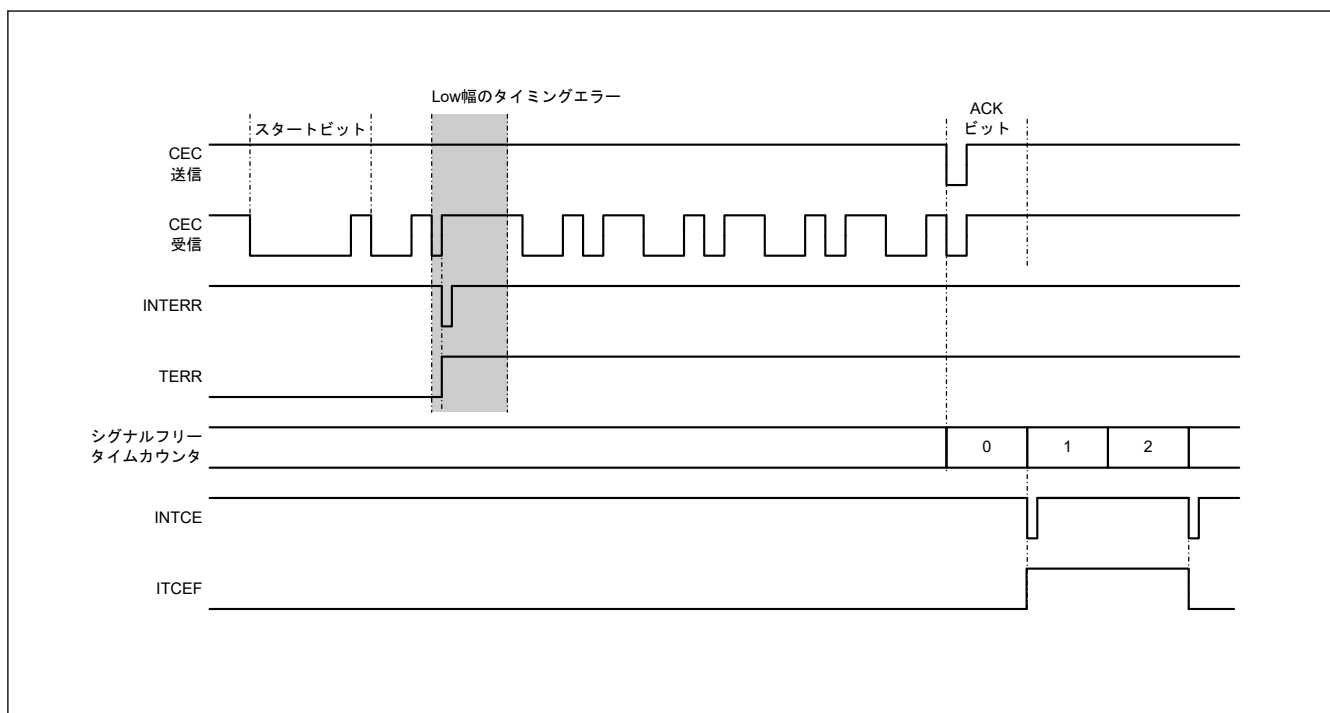 Low幅のタイミングエラー
スタートビット
ACK
ビット
CEC
送信
CEC
受信
INTERR
TERR
シグナルフリー
タイムカウンタ
0
1
2
INTCE
ITCEF